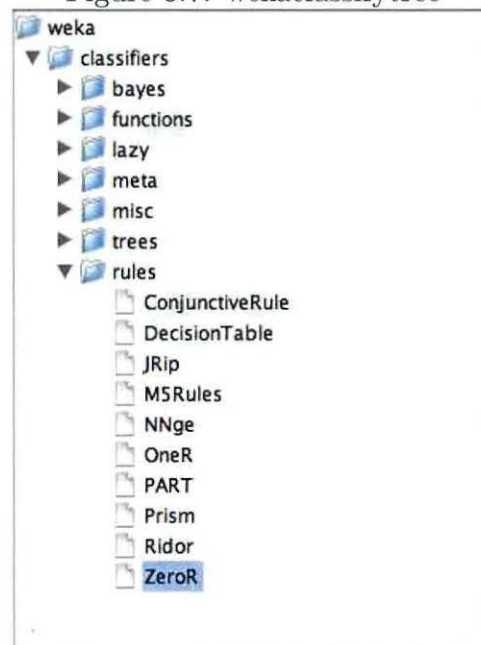 weka
classifiers
bayes
functions
lazy
meta
misc
trees
rules
ConjunctiveRule
DecisionTable
JRip
M5Rules
NNge
OneR
PART
Prism
Ridor
ZeroR